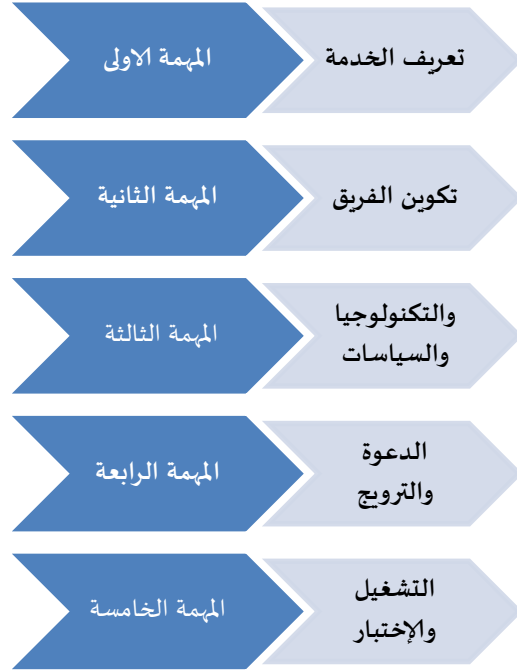 المهمة الاولى
تعريف الخدمة
المهمة الثانية
تكوين الفريق
المهمة الثالثة
والتكنولوجيا
والسياسات
المهمة الرابعة
الدعوة
والترويج
المهمة الخامسة
التشغيل
والإختبار